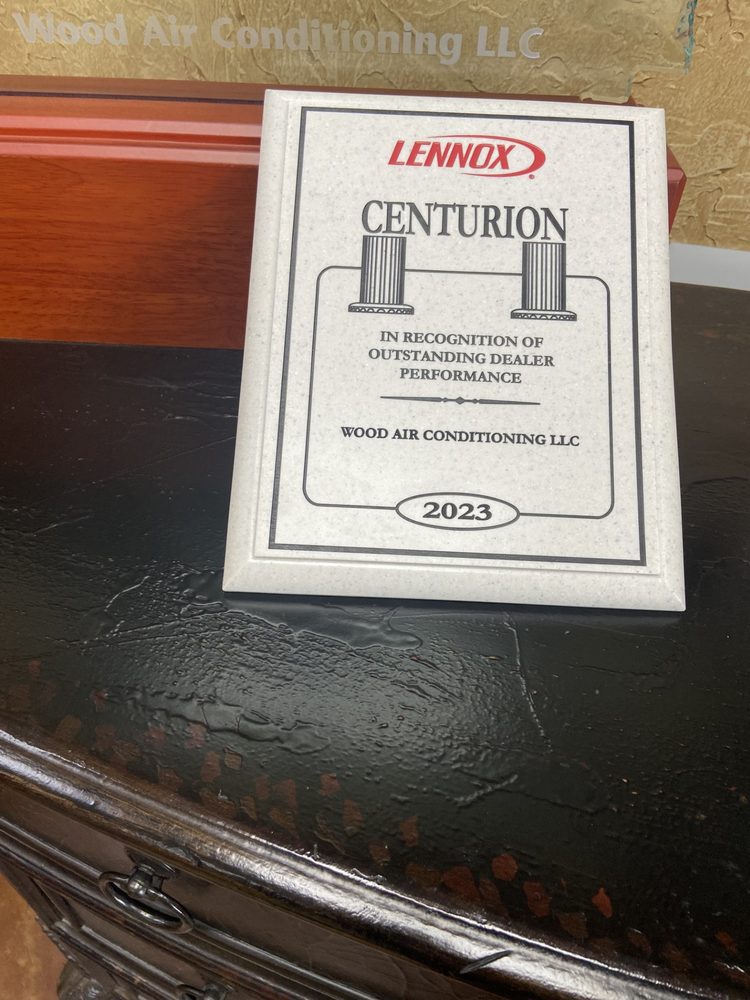 Wood Air Conditioning LLC
LENNOX
CENTURION
IN RECOGNITION OF
OUTSTANDING DEALER
PERFORMANCE
WOOD AIR CONDITIONING LLC
2023